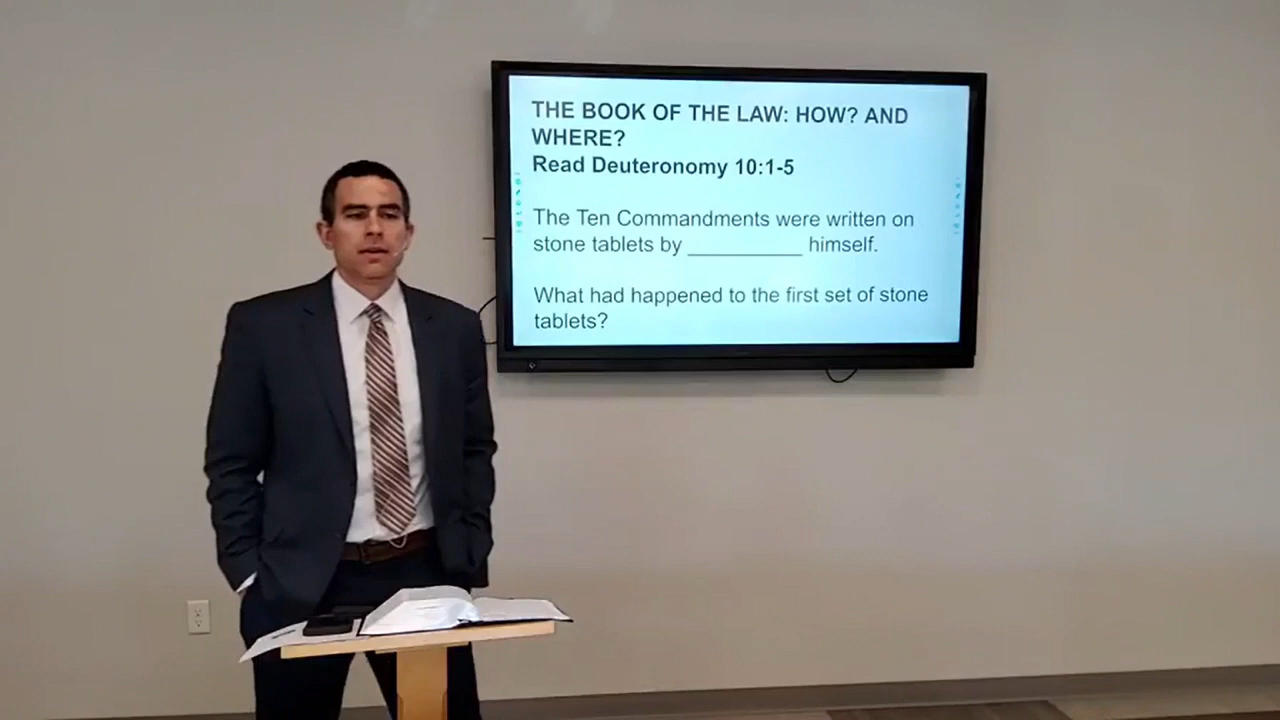 THE BOOK OF THE LAW: HOW? AND
WHERE?
Read Deuteronomy 10:1-5
The Ten Commandments were written on
stone tablets by __________ himself.
What had happened to the first set of stone
tablets?